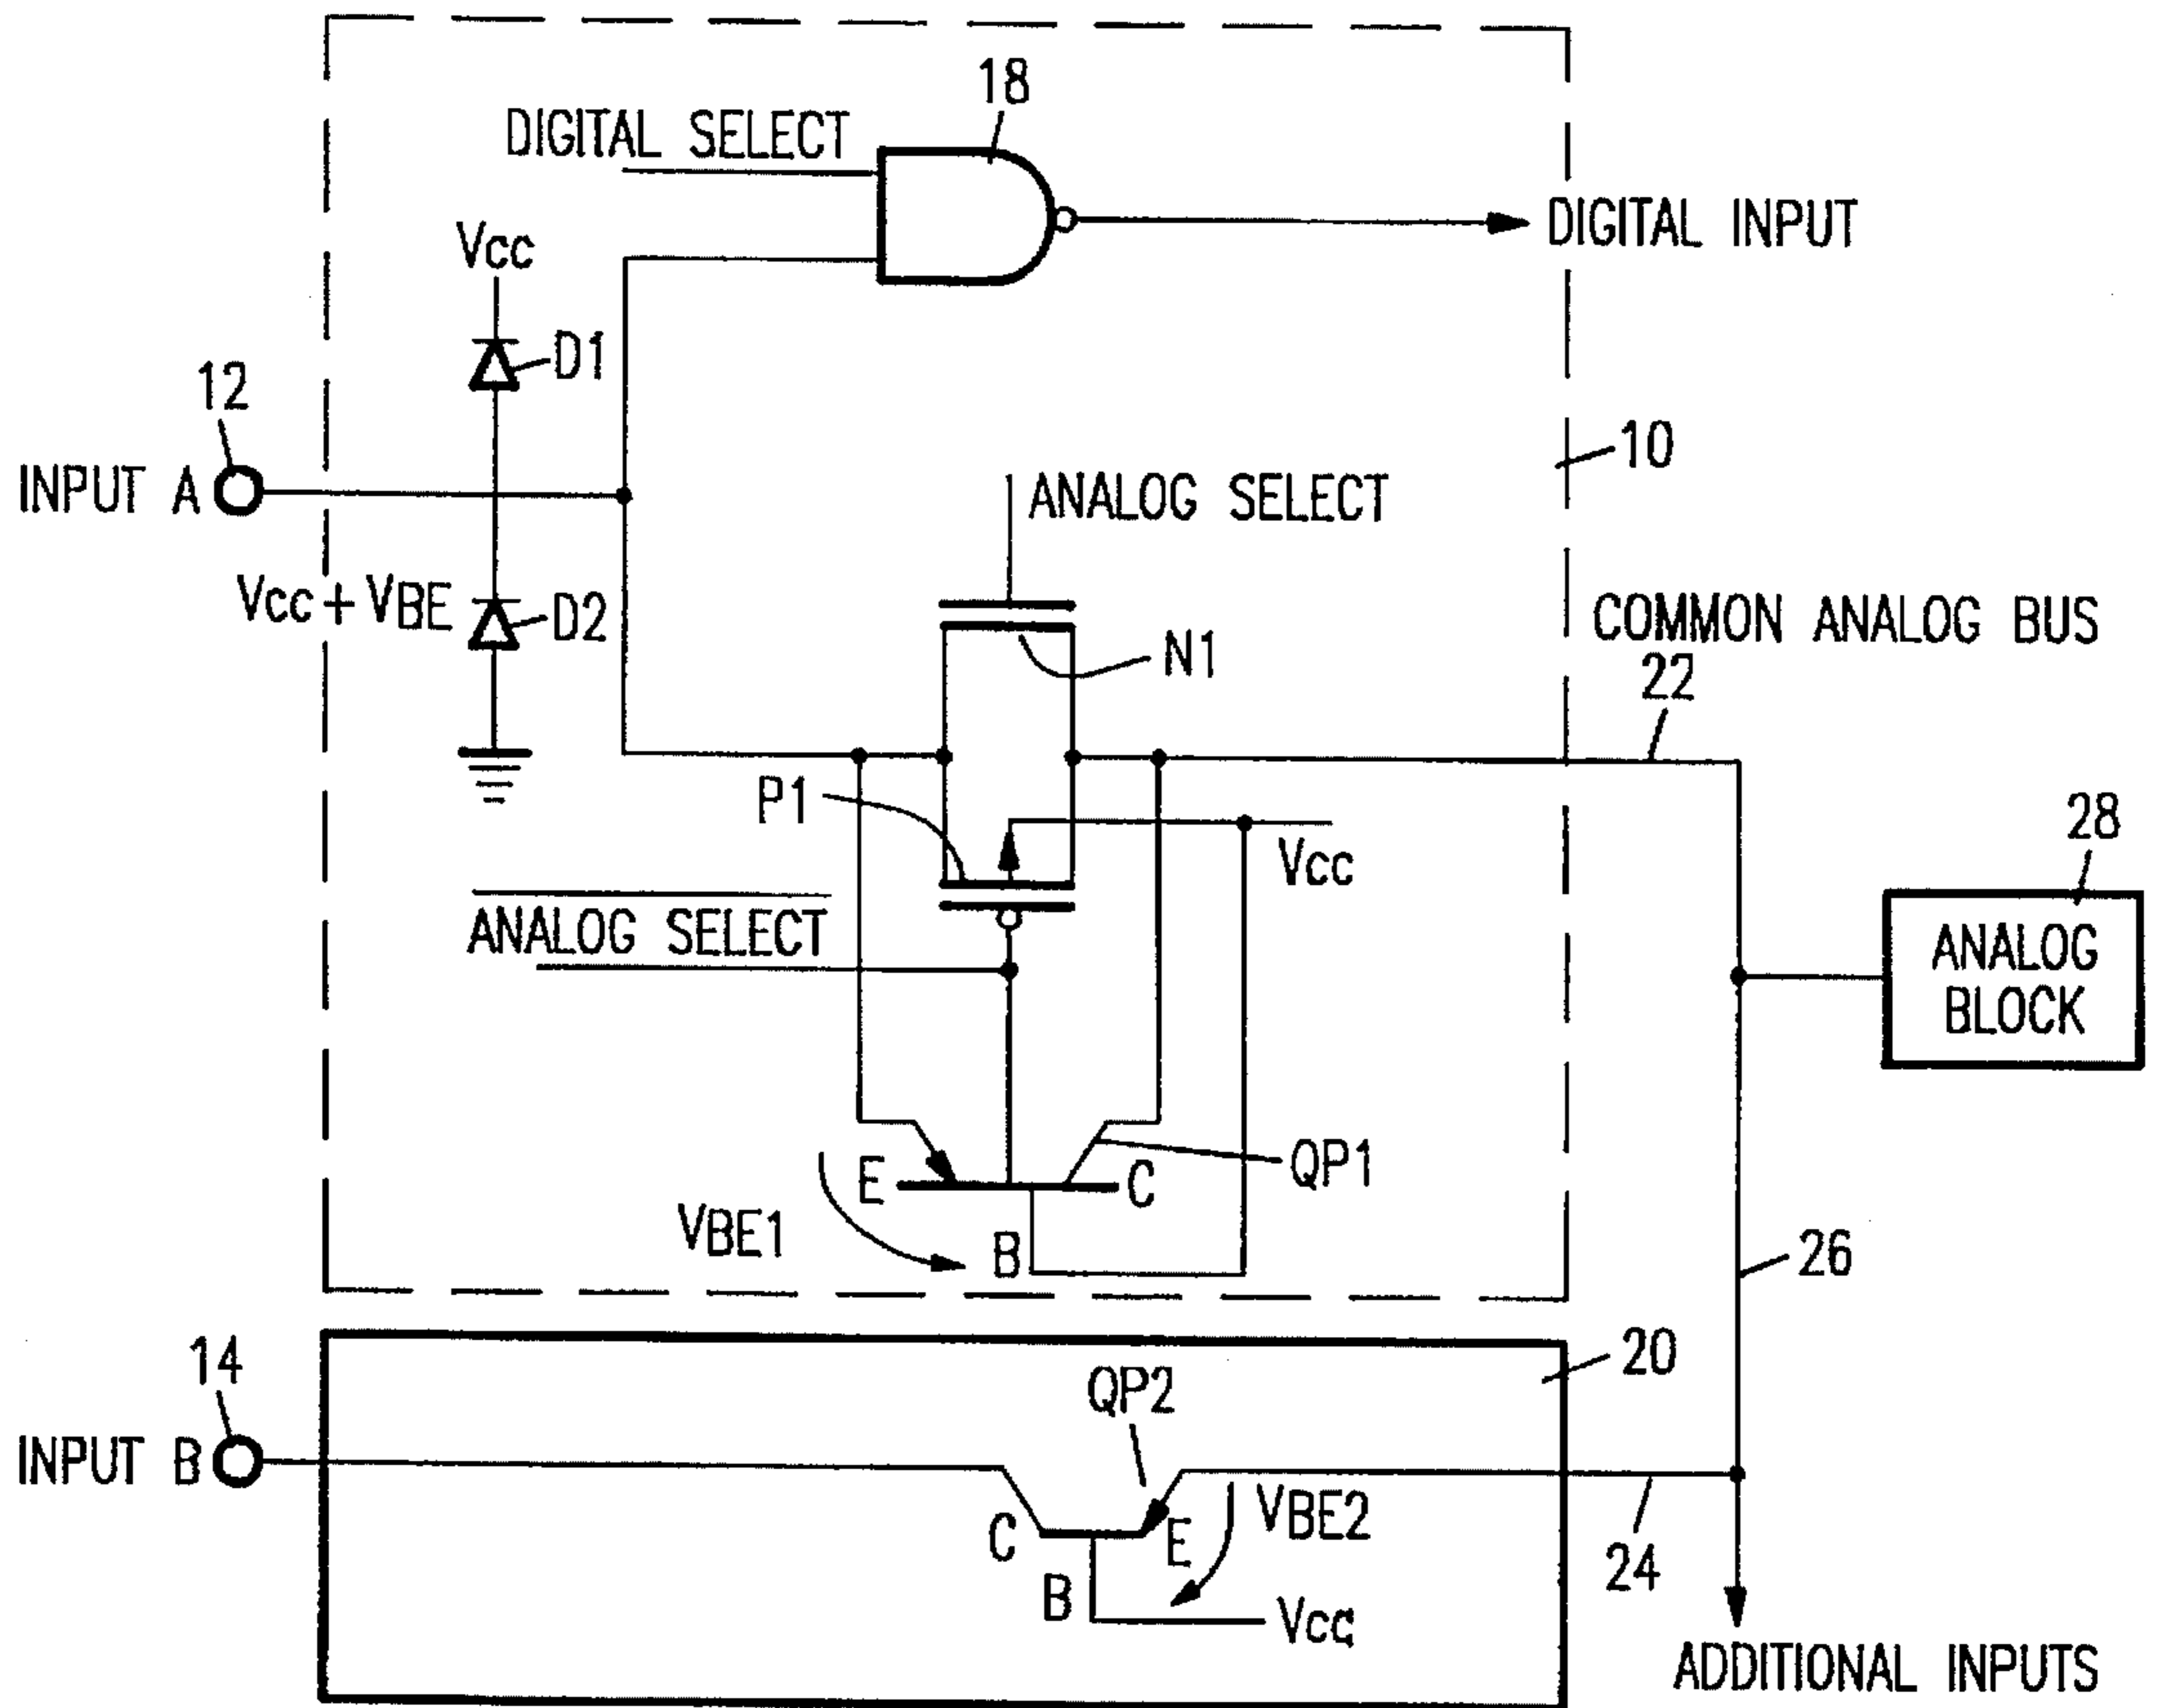 18
DIGITAL SELECT
DIGITAL INPUT
Vcc
D1
12
INPUT A
10
ANALOG SELECT
Vcc + VBE
D2
N1
COMMON ANALOG BUS
22
P1
Vcc
28
ANALOG SELECT
ANALOG
BLOCK
E
C
QP1
VBE1
B
26
14
20
QP2
INPUT B
VBE2
C
E
24
B
Vcc
ADDITIONAL INPUTS